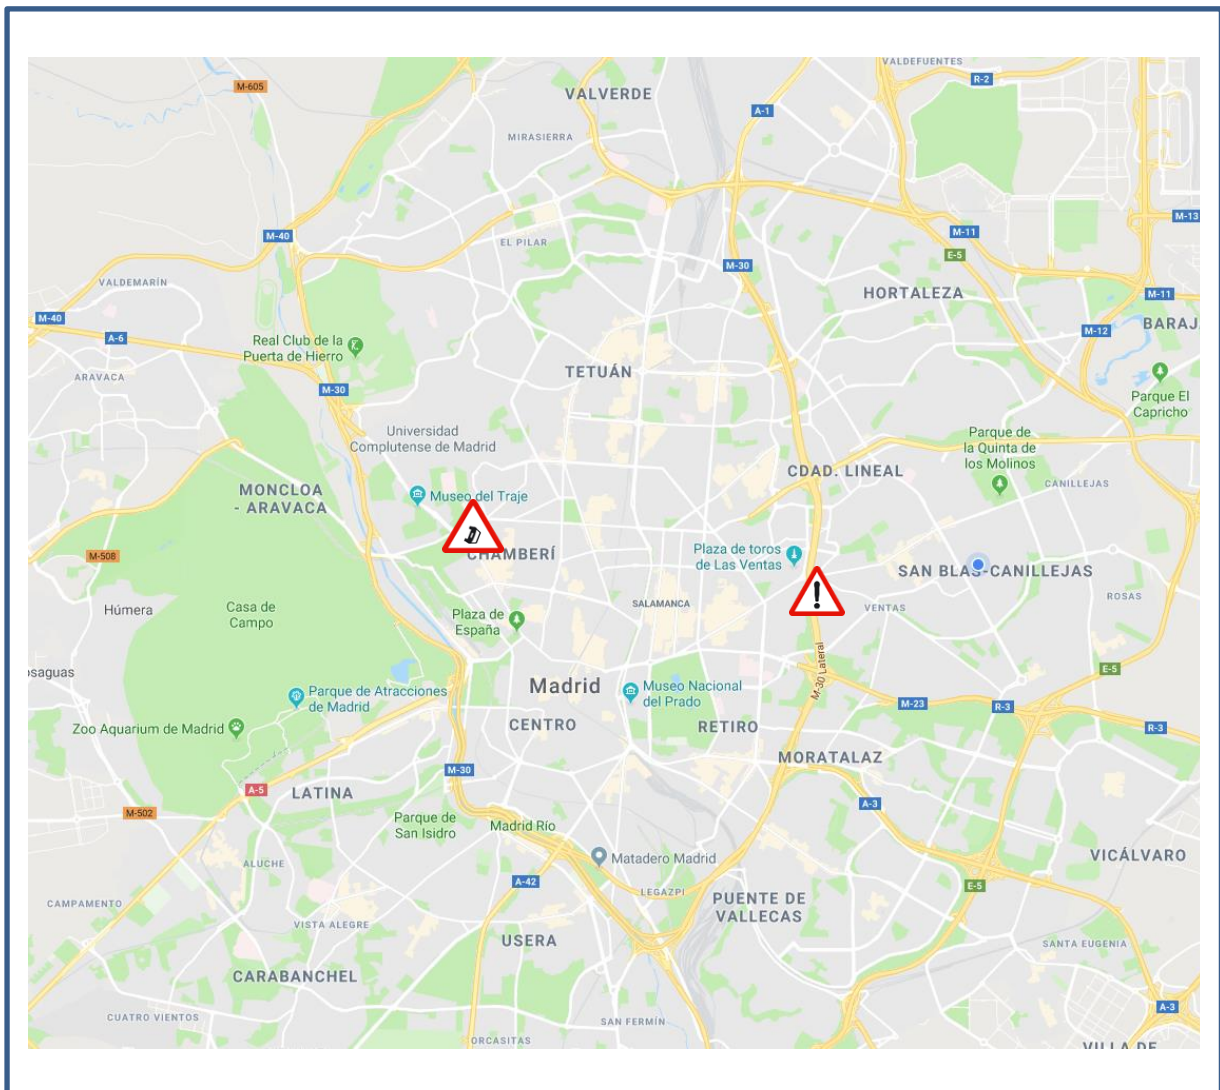 VALDEFUENTES
M-605
R-2
VALVERDE
A-1
MIRASIERRA
M-13
M-40
M-11
EL PILAR
E-5
M-30
VALDEMARÍN
HORTALEZA
M-11
M-40
BARAJ
M-12
A-6
Real Club de la
Puerta de Hierro
TETUÁN
ARAVACA
M-30
Parque El
Capricho
Universidad
Complutense de Madrid
Parque de
la Quinta de
los Molinos
CDAD. LINEAL
CANILLEJAS
MONCLOA
- ARAVACA
Museo del Traje
M-508
CHAMBERÍ
Plaza de toros
de Las Ventas
SAN BLAS-CANILLEJAS
ROSAS
Húmera
Casa de
Campo
SALAMANCA
VENTAS
Plaza de
España
osaguas
M-30 Lateral
E-5
Parque de Atracciones
de Madrid
Madrid
Museo Nacional
del Prado
M-23
R-3
Zoo Aquarium de Madrid
CENTRO
RETIRO
R-3
MORATALAZ
M-30
A-5
LATINA
M-502
A-3
Parque de
San Isidro
Madrid Río
ALUCHE
Matadero Madrid
VICÁLVARO
A-42
LEGAZPI
E-5
CAMPAMENTO
VISTA ALEGRE
PUENTE DE
VALLECAS
USERA
SANTA EUGENIA
CARABANCHEL
A-3
CUATRO VIENTOS
SAN FERMÍN
ORCASITAS
VILLA DE